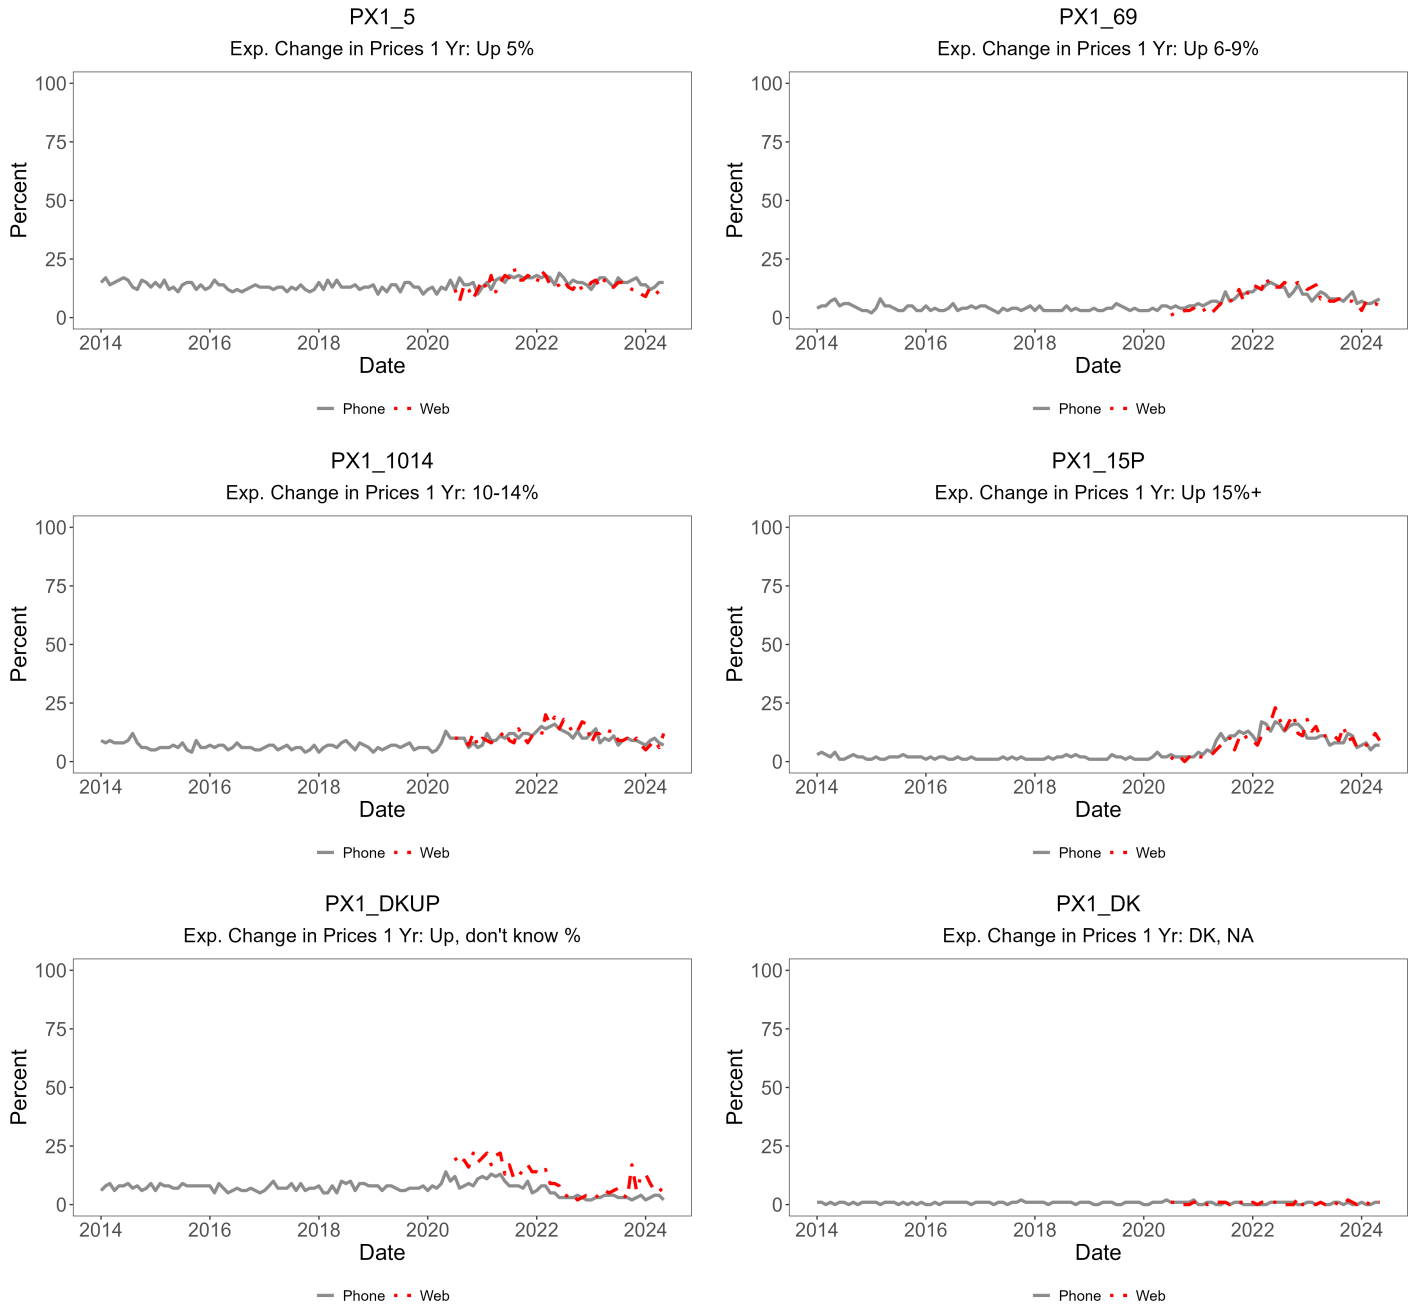 PX1_5
Exp. Change in Prices 1 Yr: Up 5%
100
75
50
25
0
Percent
2014 2016 2018 2020 2022 2024
Date
Phone Web
PX1_69
Exp. Change in Prices 1 Yr: Up 6-9%
100
75
50
25
0
Percent
2014 2016 2018 2020 2022 2024
Date
Phone Web
PX1_1014
Exp. Change in Prices 1 Yr: 10-14%
100
75
50
25
0
Percent
2014 2016 2018 2020 2022 2024
Date
Phone Web
PX1_15P
Exp. Change in Prices 1 Yr: Up 15%+
100
75
50
25
0
Percent
2014 2016 2018 2020 2022 2024
Date
Phone Web
PX1_DKUP
Exp. Change in Prices 1 Yr: Up, don't know %
100
75
50
25
0
Percent
2014 2016 2018 2020 2022 2024
Date
Phone Web
PX1_DK
Exp. Change in Prices 1 Yr: DK, NA
100
75
50
25
0
Percent
2014 2016 2018 2020 2022 2024
Date
Phone Web